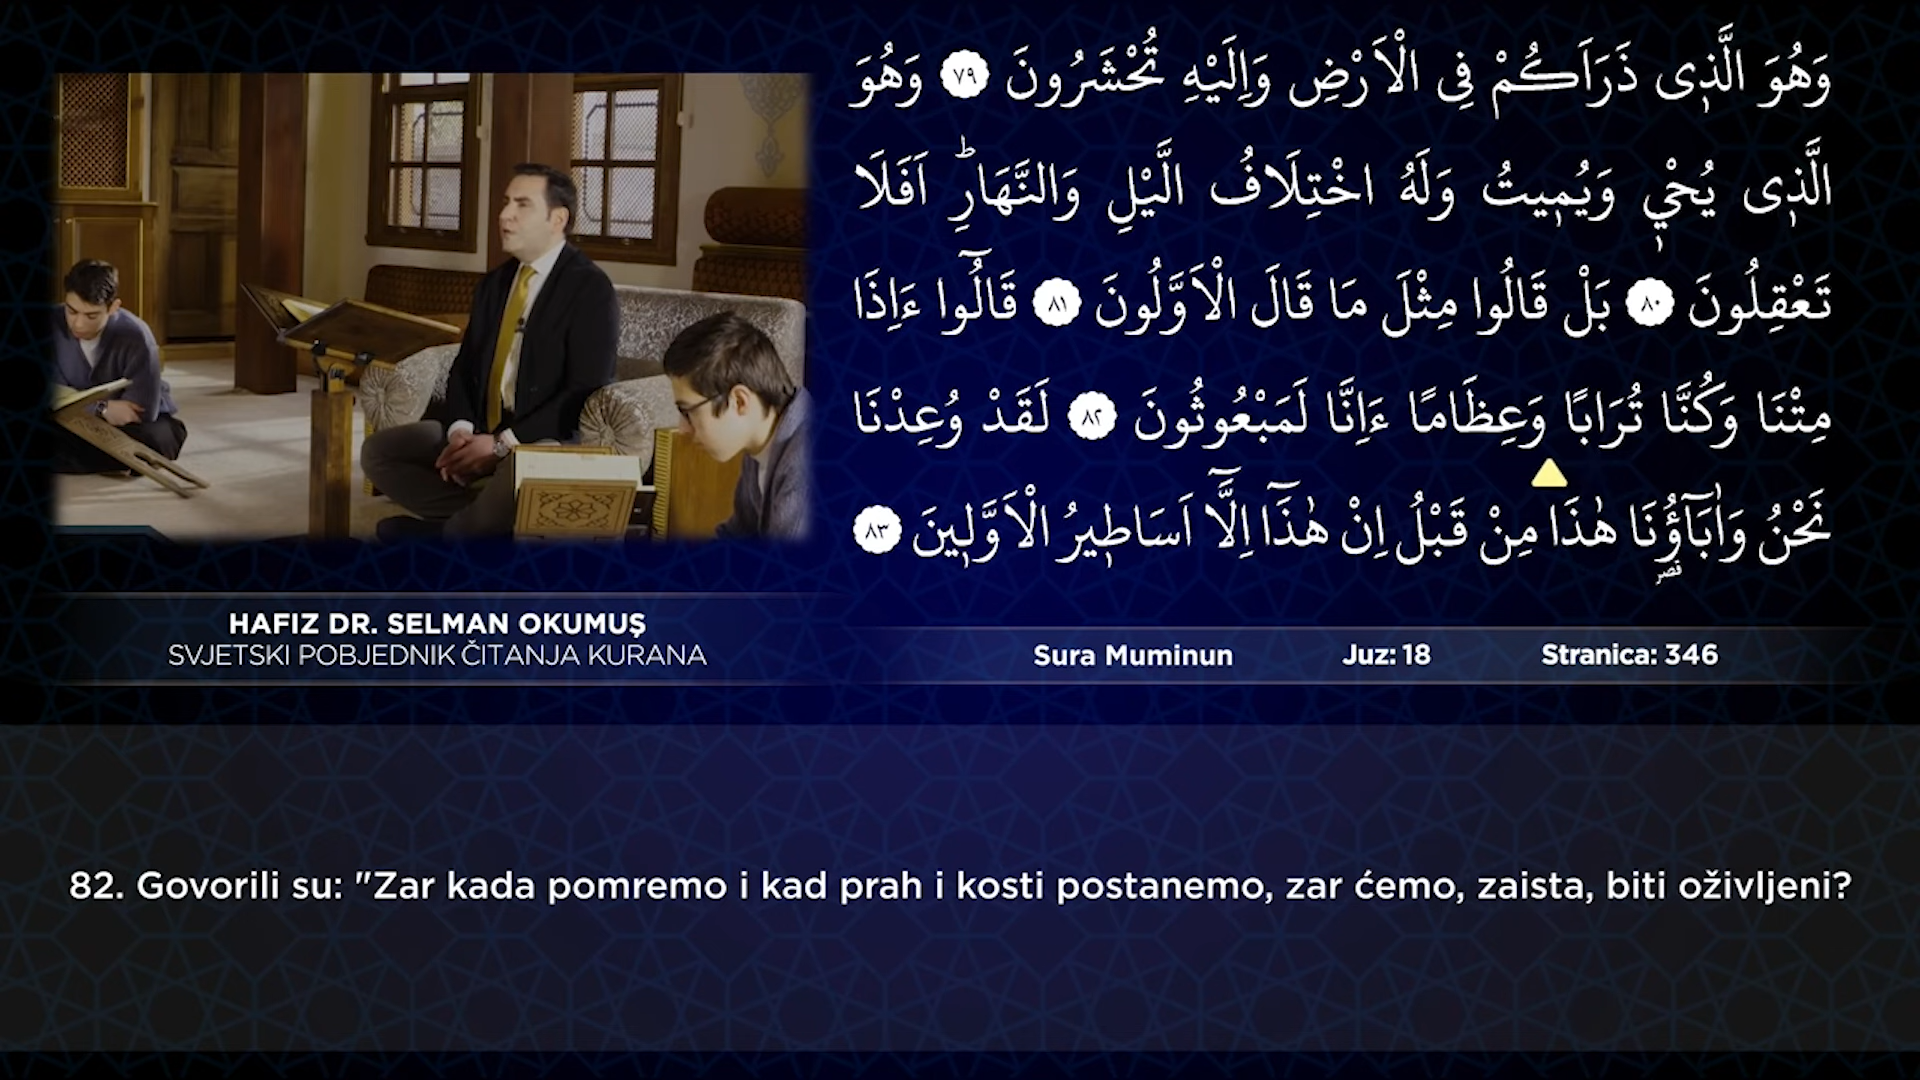 وَهُوَ الَّذٖى ذَرَاَكُمْ فِى الْاَرْضِ وَاِلَيْهِ تُحْشَرُونَ ﴿٧٩﴾ وَهُوَ
الَّذٖى يُحْيٖ وَيُمٖيتُ وَلَهُ اخْتِلَافُ الَّيْلِ وَالنَّهَارِؕ اَفَلَا
تَعْقِلُونَ ﴿٨٠﴾ بَلْ قَالُوا مِثْلَ مَا قَالَ الْاَوَّلُونَ ﴿٨١﴾ قَالُٓوا ءَاِذَا
مِتْنَا وَكُنَّا تُرَابًا وَعِظَامًا ءَاِنَّا لَمَبْعُوثُونَ ﴿٨٢﴾ لَقَدْ وُعِدْنَا
نَحْنُ وَاٰبَٓاؤُ۬نَا هٰذَا مِنْ قَبْلُ اِنْ هٰذَٓا اِلَّٓا اَسَاطٖيرُ الْاَوَّلٖينَ ﴿٨٣﴾
قصر
HAFIZ DR. SELMAN OKUMUŞ
SVJETSKI POBJEDNIK ČITANJA KURANA
Sura Muminun Juz: 18 Stranica: 346
82. Govorili su: "Zar kada pomremo i kad prah i kosti postanemo, zar ćemo, zaista, biti oživljeni?